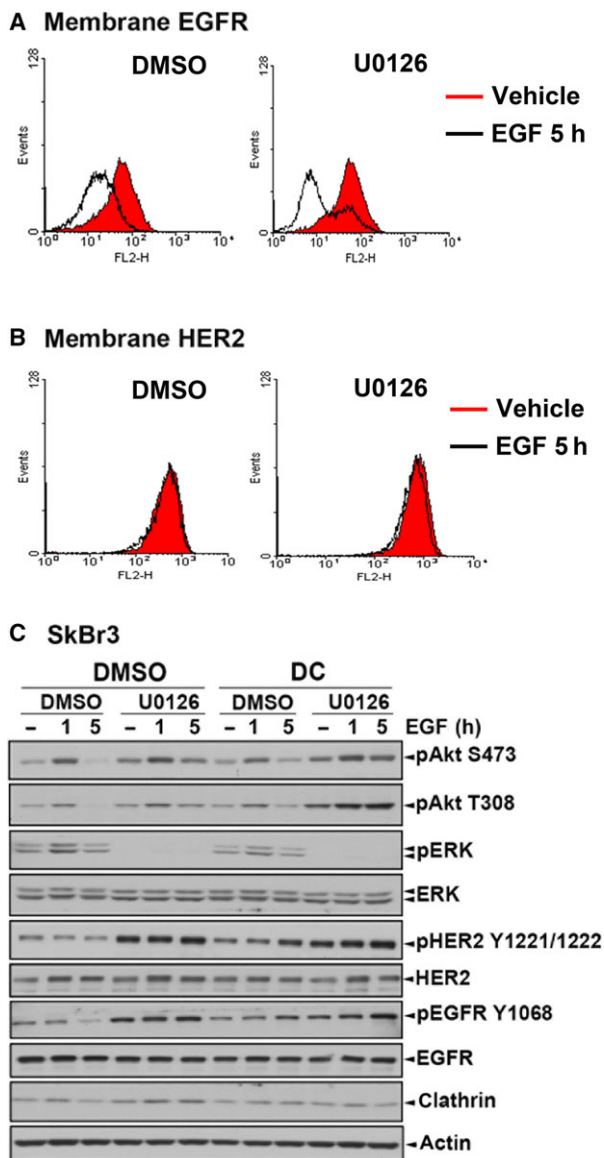 A Membrane EGFR
DMSO
U0126
Vehicle
EGF 5 h
128
Events
0
10⁰ 10¹ 10² 10³ 10⁴
FL2-H
128
Events
0
10⁰ 10¹ 10² 10³ 10⁴
FL2-H
B Membrane HER2
DMSO
U0126
Vehicle
EGF 5 h
128
Events
0
10⁰ 10¹ 10² 10³ 10
FL2-H
128
Events
0
10⁰ 10¹ 10² 10³ 10⁴
FL2-H
C SkBr3
DMSO DC
DMSO U0126 DMSO U0126
– 1 5 – 1 5 – 1 5 – 1 5 EGF (h)
pAkt S473
pAkt T308
pERK
ERK
pHER2 Y1221/1222
HER2
pEGFR Y1068
EGFR
Clathrin
Actin